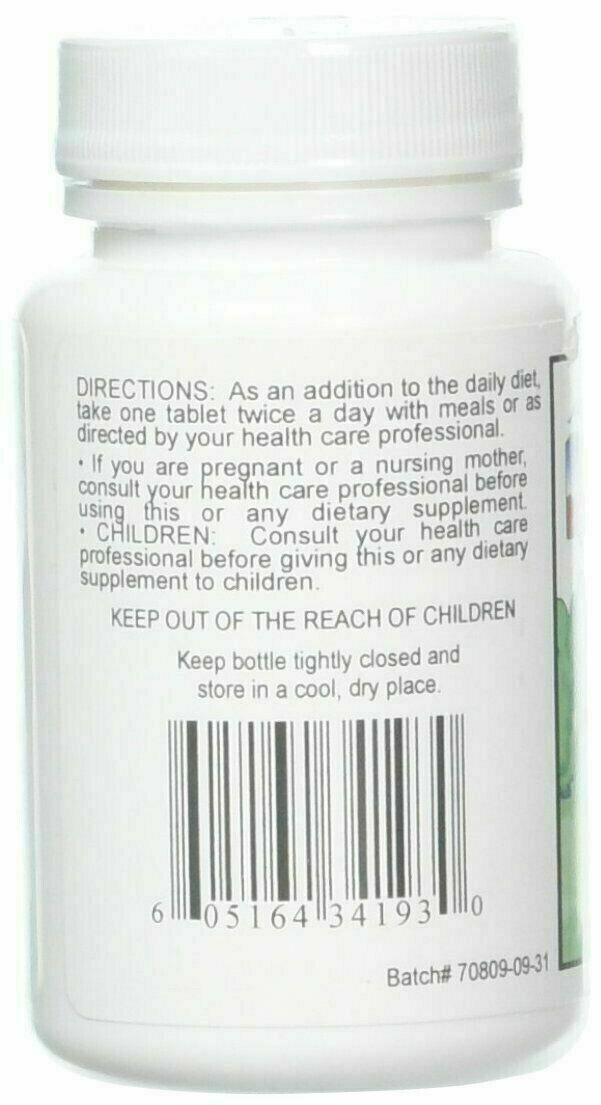 DIRECTIONS: As an addition to the daily diet,
take one tablet twice a day with meals or as
directed by your health care professional.
• If you are pregnant or a nursing mother,
consult your health care professional before
using this or any dietary supplement.
• CHILDREN: Consult your health care
professional before giving this or any dietary
supplement to children.
KEEP OUT OF THE REACH OF CHILDREN
Keep bottle tightly closed and
store in a cool, dry place.
6 05164 34193 0
Batch# 70809-09-31